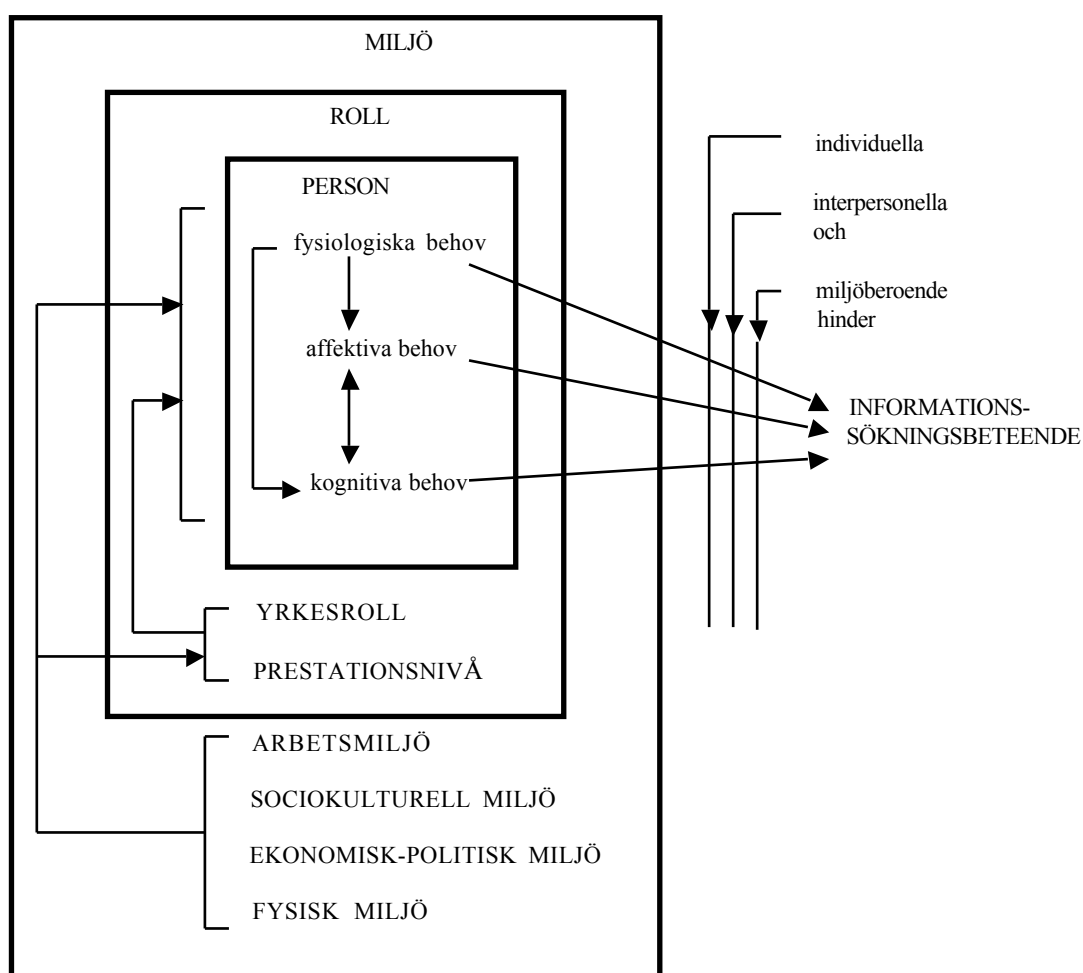 MILJÖ
ROLL
PERSON
fysiologiska behov
affektiva behov
kognitiva behov
YRKESROLL
PRESTATIONSNIVÅ
ARBETSMILJÖ
SOCIOKULTURELL MILJÖ
EKONOMISK-POLITISK MILJÖ
FYSISK MILJÖ
individuella
interpersonella
och
miljöberoende
hinder
INFORMATIONS-
SÖKNINGSBETEENDE